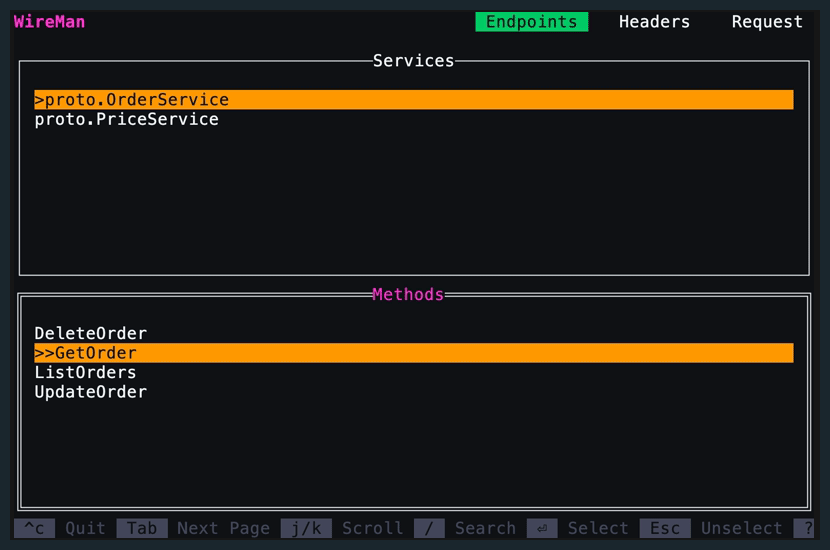 WireMan Endpoints Headers Request
Services
>proto.OrderService
proto.PriceService
Methods
DeleteOrder
>>GetOrder
ListOrders
UpdateOrder
^c Quit Tab Next Page j/k Scroll / Search ⏎ Select Esc Unselect ?